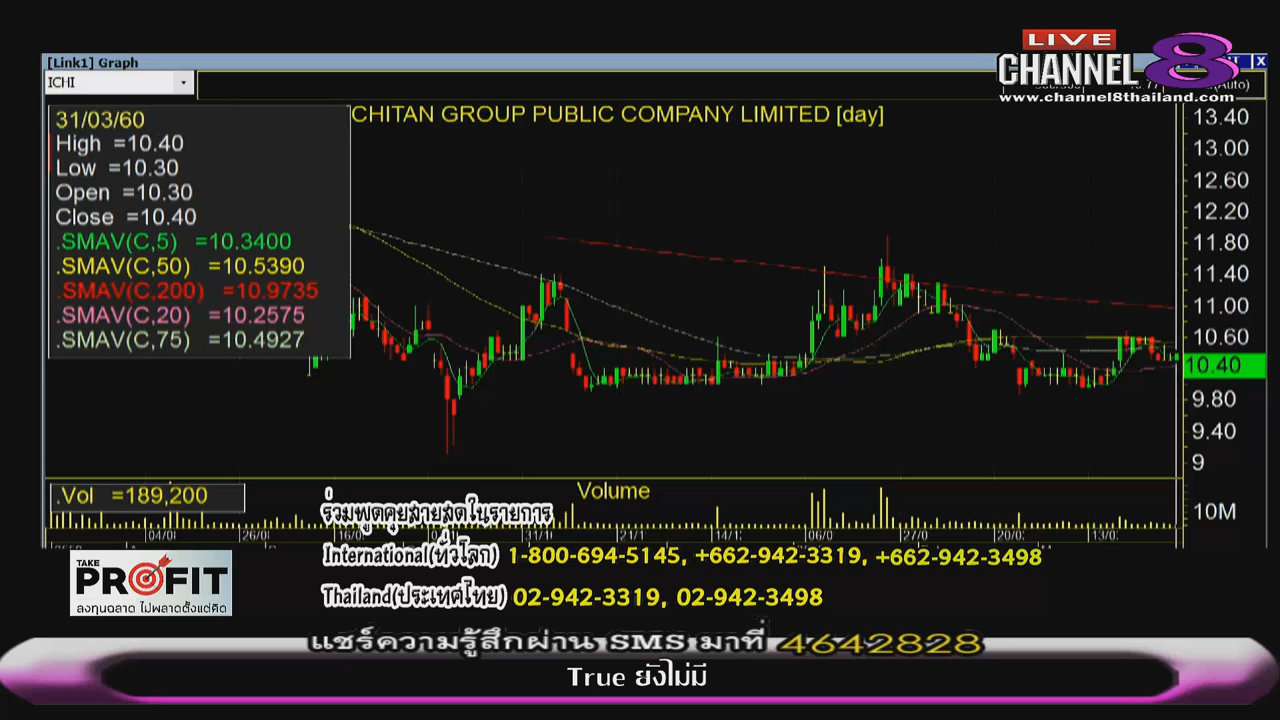 LIVE
CHANNEL 8
www.channel8thailand.com
[Link1] Graph
X
ICHI
CHITAN GROUP PUBLIC COMPANY LIMITED [day]
31/03/60
High =10.40
Low =10.30
Open =10.30
Close =10.40
.SMAV(C,5) =10.3400
.SMAV(C,50) =10.5390
.SMAV(C,200) =10.9735
.SMAV(C,20) =10.2575
.SMAV(C,75) =10.4927
13.40
13.00
12.60
12.20
11.80
11.40
11.00
10.60
10.40
9.80
9.40
9
.Vol =189,200
Volume
10M
ร่วมพูดคุยสายสดในรายการ
International(ทั่วโลก) 1-800-694-5145, +662-942-3319, +662-942-3498
Thailand(ประเทศไทย) 02-942-3319, 02-942-3498
TAKE
PROFIT
ลงทุนฉลาด ไม่พลาดตั้งแต่คิด
แชร์ความรู้สึกผ่าน SMS มาที่ 4642828
True ยังไม่มี